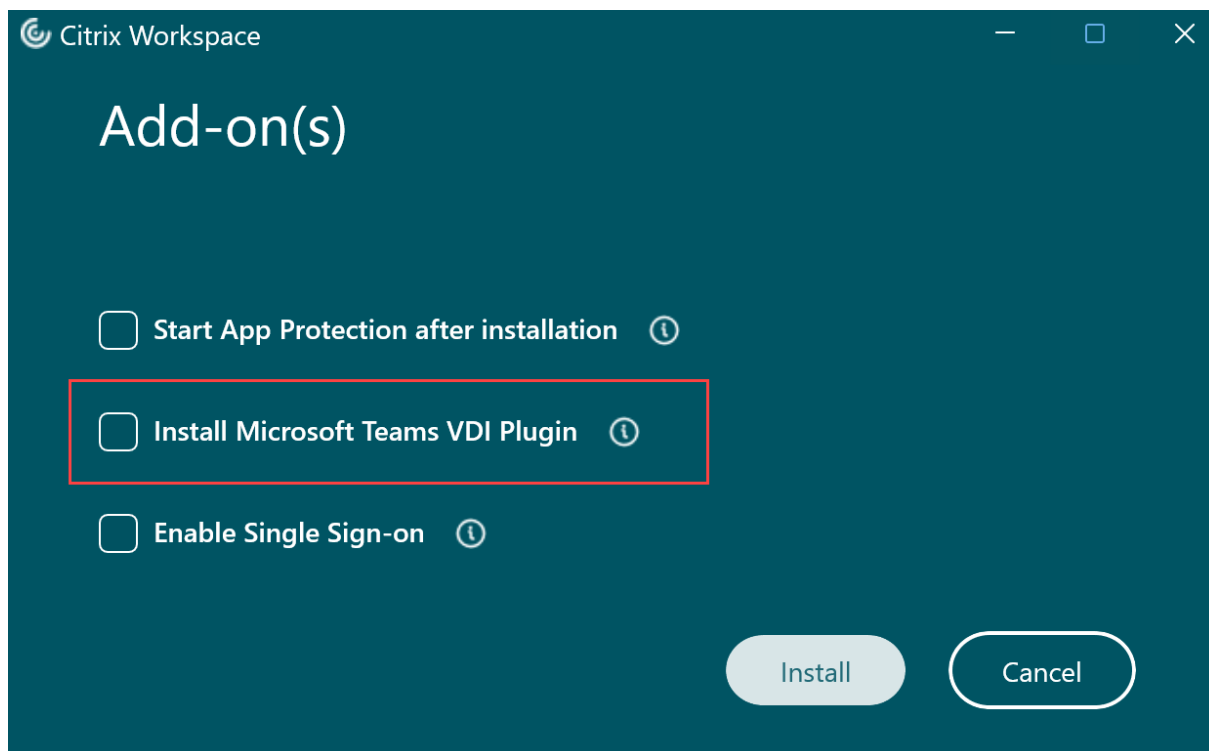 Citrix Workspace
Add-on(s)
Start App Protection after installation
Install Microsoft Teams VDI Plugin
Enable Single Sign-on
Install Cancel